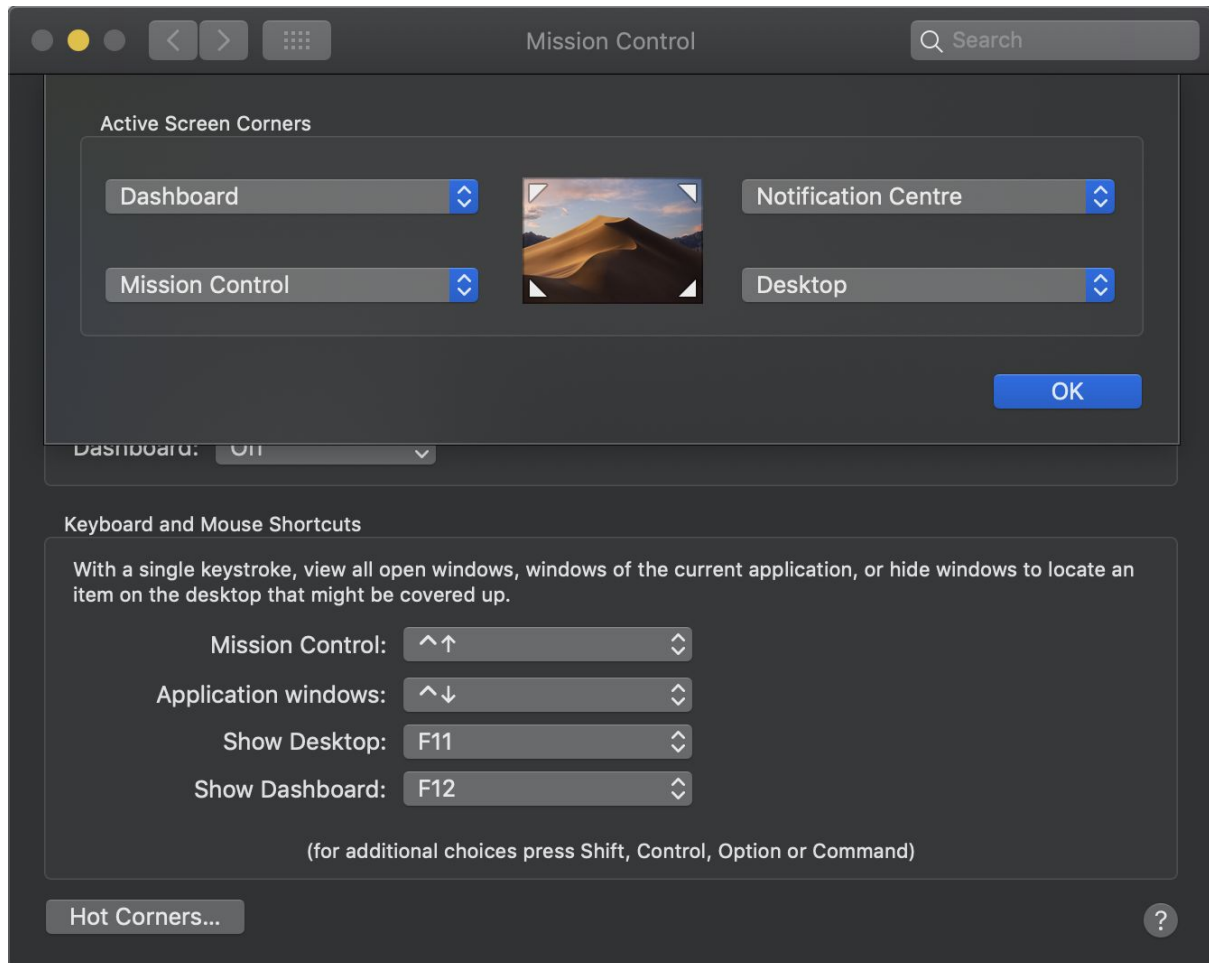 Mission Control
Search
Active Screen Corners
Dashboard
Notification Centre
Mission Control
Desktop
OK
Dashboard: Off
Keyboard and Mouse Shortcuts
With a single keystroke, view all open windows, windows of the current application, or hide windows to locate an
item on the desktop that might be covered up.
Mission Control: ^↑
Application windows: ^↓
Show Desktop: F11
Show Dashboard: F12
(for additional choices press Shift, Control, Option or Command)
Hot Corners...
?